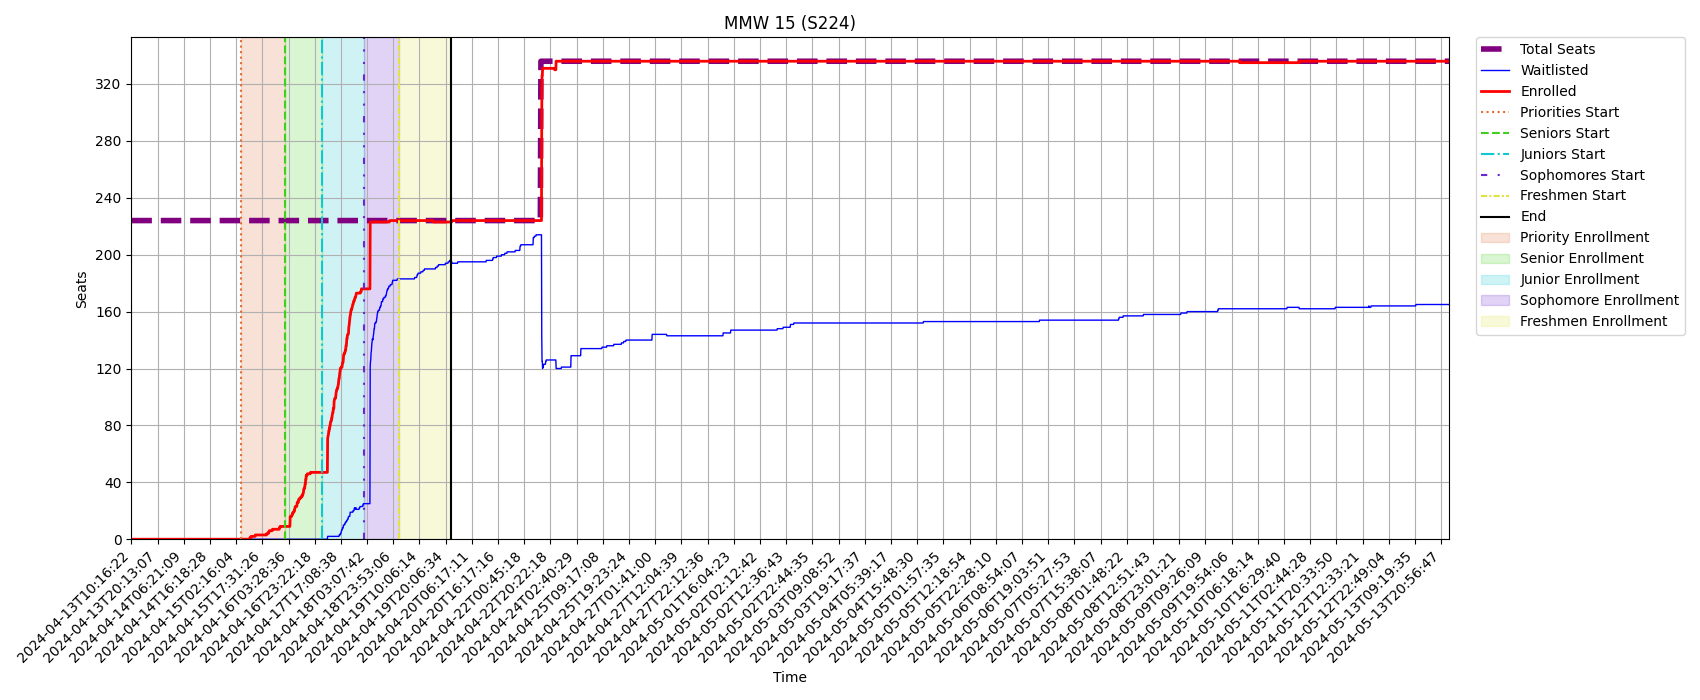 MMW 15 (S224)
Total Seats
Waitlisted
Enrolled
Priorities Start
Seniors Start
Juniors Start
Sophomores Start
Freshmen Start
End
Priority Enrollment
Senior Enrollment
Junior Enrollment
Sophomore Enrollment
Freshmen Enrollment
Seats
320
280
240
200
160
120
80
40
0
2024-04-13T10:16:22
2024-04-13T20:13:07
2024-04-14T06:21:09
2024-04-14T16:18:28
2024-04-15T02:16:04
2024-04-15T17:31:26
2024-04-16T03:28:36
2024-04-16T23:22:18
2024-04-17T17:08:38
2024-04-18T03:07:42
2024-04-18T23:53:06
2024-04-19T10:06:14
2024-04-19T20:06:34
2024-04-20T06:17:11
2024-04-20T16:17:16
2024-04-22T00:45:18
2024-04-22T20:22:18
2024-04-24T02:40:29
2024-04-25T09:17:08
2024-04-25T19:23:24
2024-04-27T01:41:00
2024-04-27T12:04:39
2024-04-27T22:12:36
2024-05-01T16:04:23
2024-05-02T02:12:42
2024-05-02T12:36:43
2024-05-02T22:44:35
2024-05-03T09:08:52
2024-05-03T19:17:37
2024-05-04T05:39:17
2024-05-04T15:48:30
2024-05-05T01:57:35
2024-05-05T12:18:54
2024-05-05T22:28:10
2024-05-06T08:54:07
2024-05-06T19:03:51
2024-05-07T05:27:53
2024-05-07T15:38:07
2024-05-08T01:48:22
2024-05-08T12:51:43
2024-05-08T23:01:21
2024-05-09T09:26:09
2024-05-09T19:54:06
2024-05-10T06:18:14
2024-05-10T16:29:40
2024-05-11T02:44:28
2024-05-11T20:33:50
2024-05-12T12:33:21
2024-05-12T22:49:04
2024-05-13T09:19:35
2024-05-13T20:56:47
Time